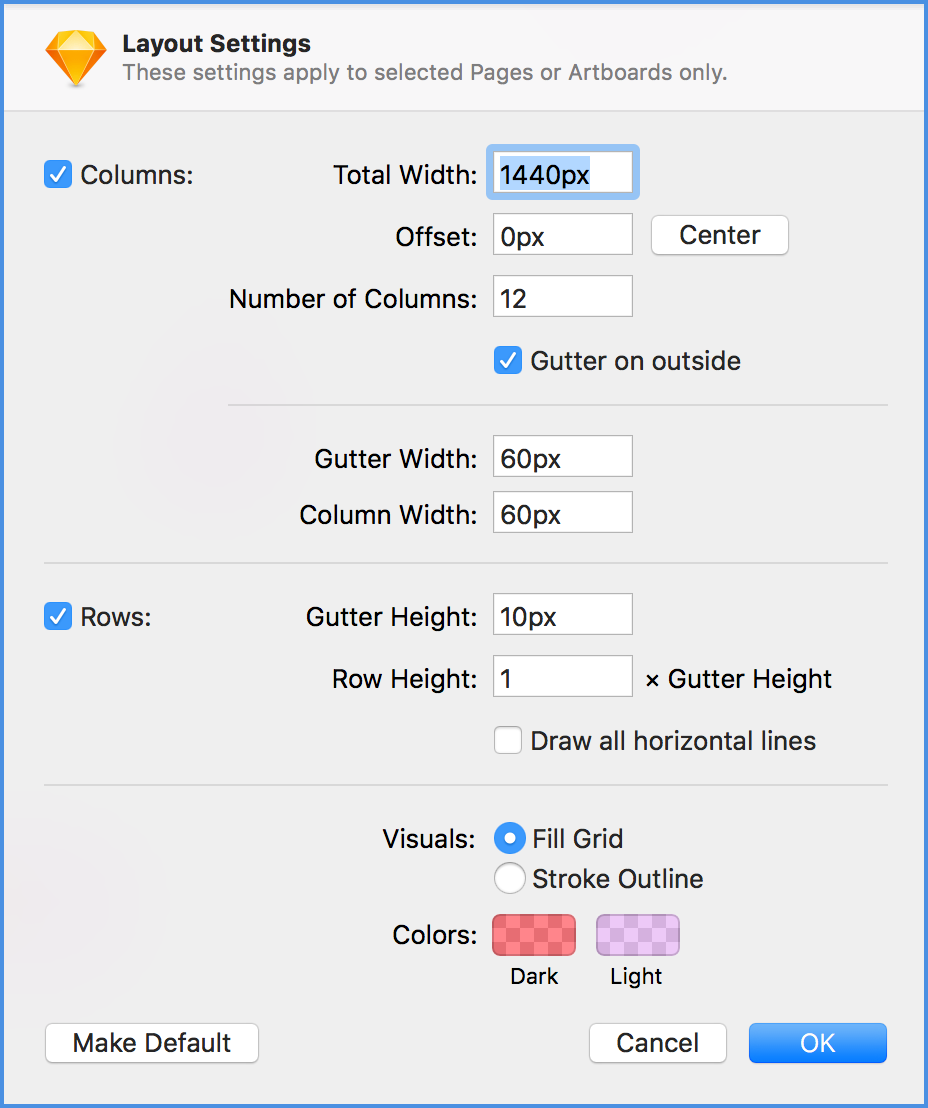 Layout Settings
These settings apply to selected Pages or Artboards only.
Columns: Total Width: 1440px
Offset: 0px Center
Number of Columns: 12
Gutter on outside
Gutter Width: 60px
Column Width: 60px
Rows: Gutter Height: 10px
Row Height: 1 × Gutter Height
Draw all horizontal lines
Visuals: Fill Grid
Stroke Outline
Colors:
Dark Light
Make Default Cancel OK